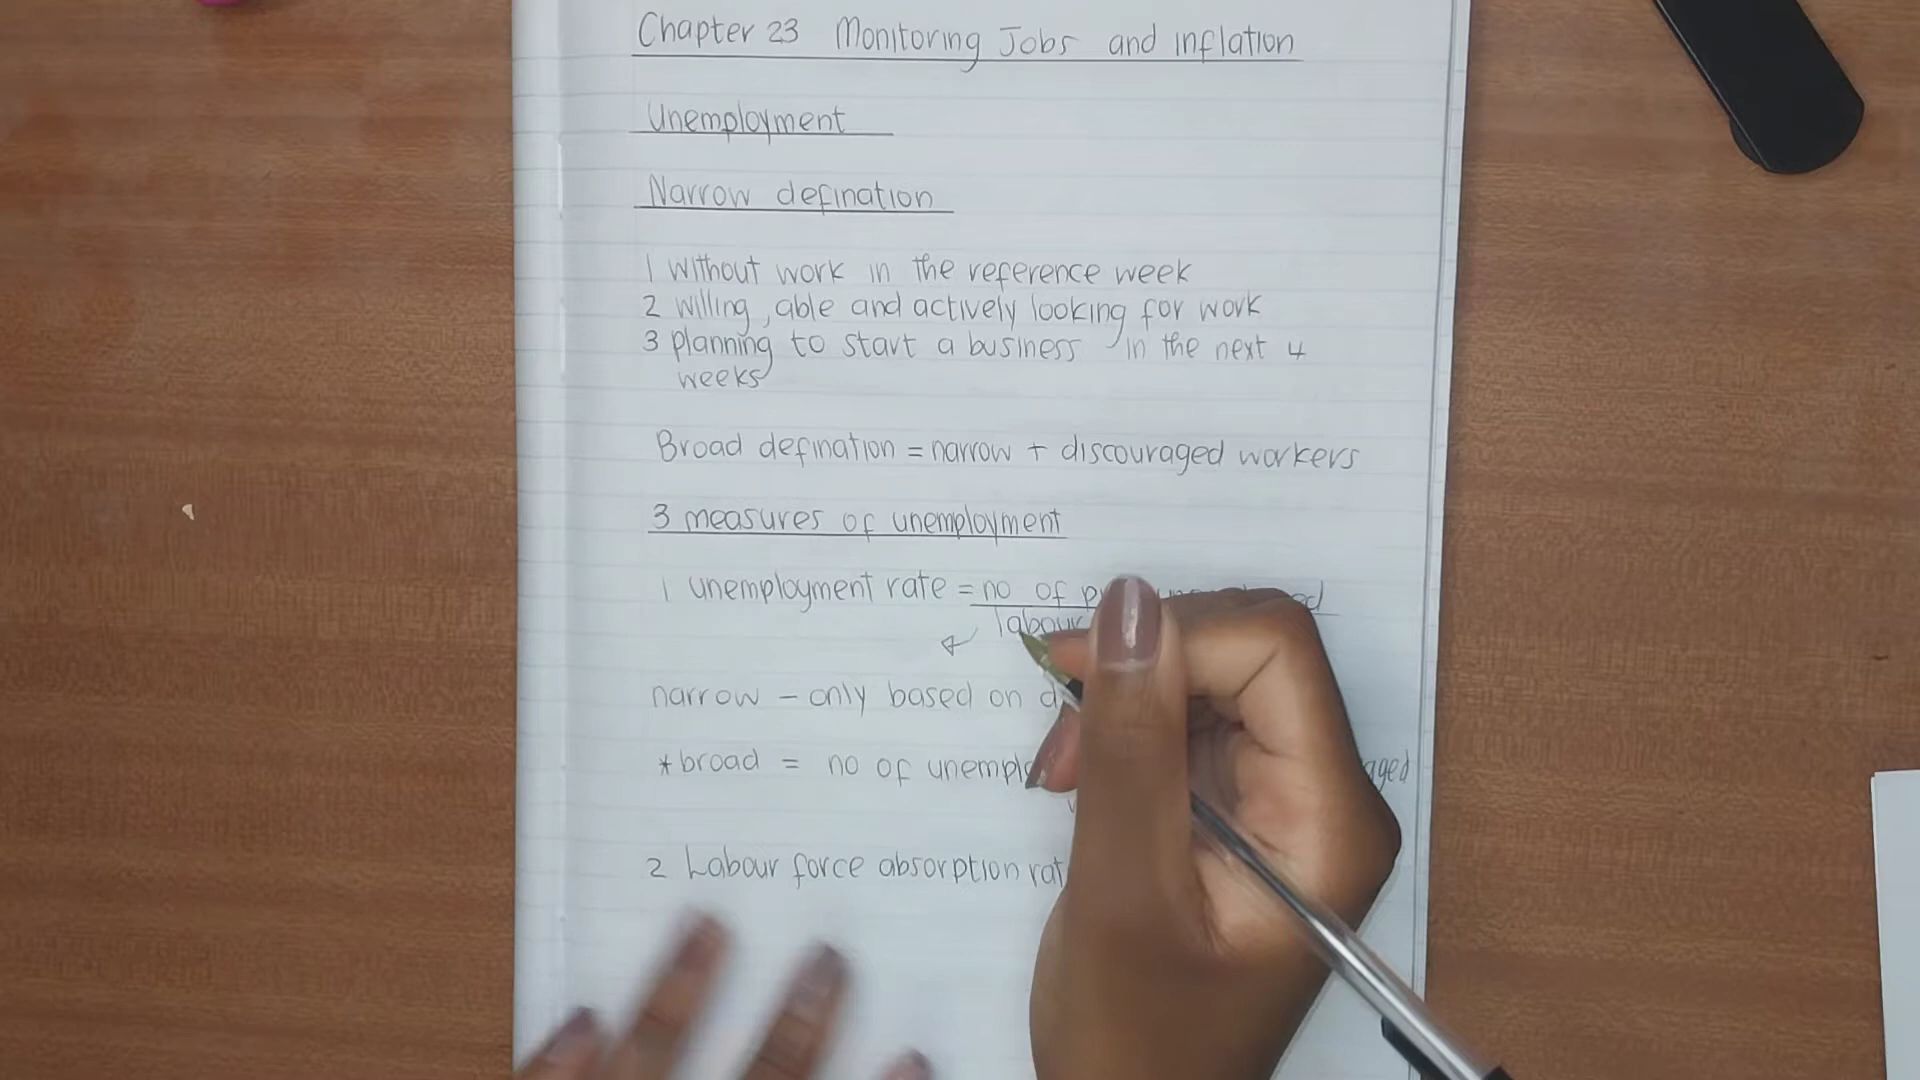 Chapter 23 Monitoring Jobs and inflation
Unemployment
Narrow defination
1 without work in the reference week
2 willing, able and actively looking for work
3 planning to start a business in the next 4
weeks
Broad defination = narrow + discouraged workers
3 measures of unemployment
1 unemployment rate = no of
labour
narrow - only based on
*broad = no of
2 Labour force absorption